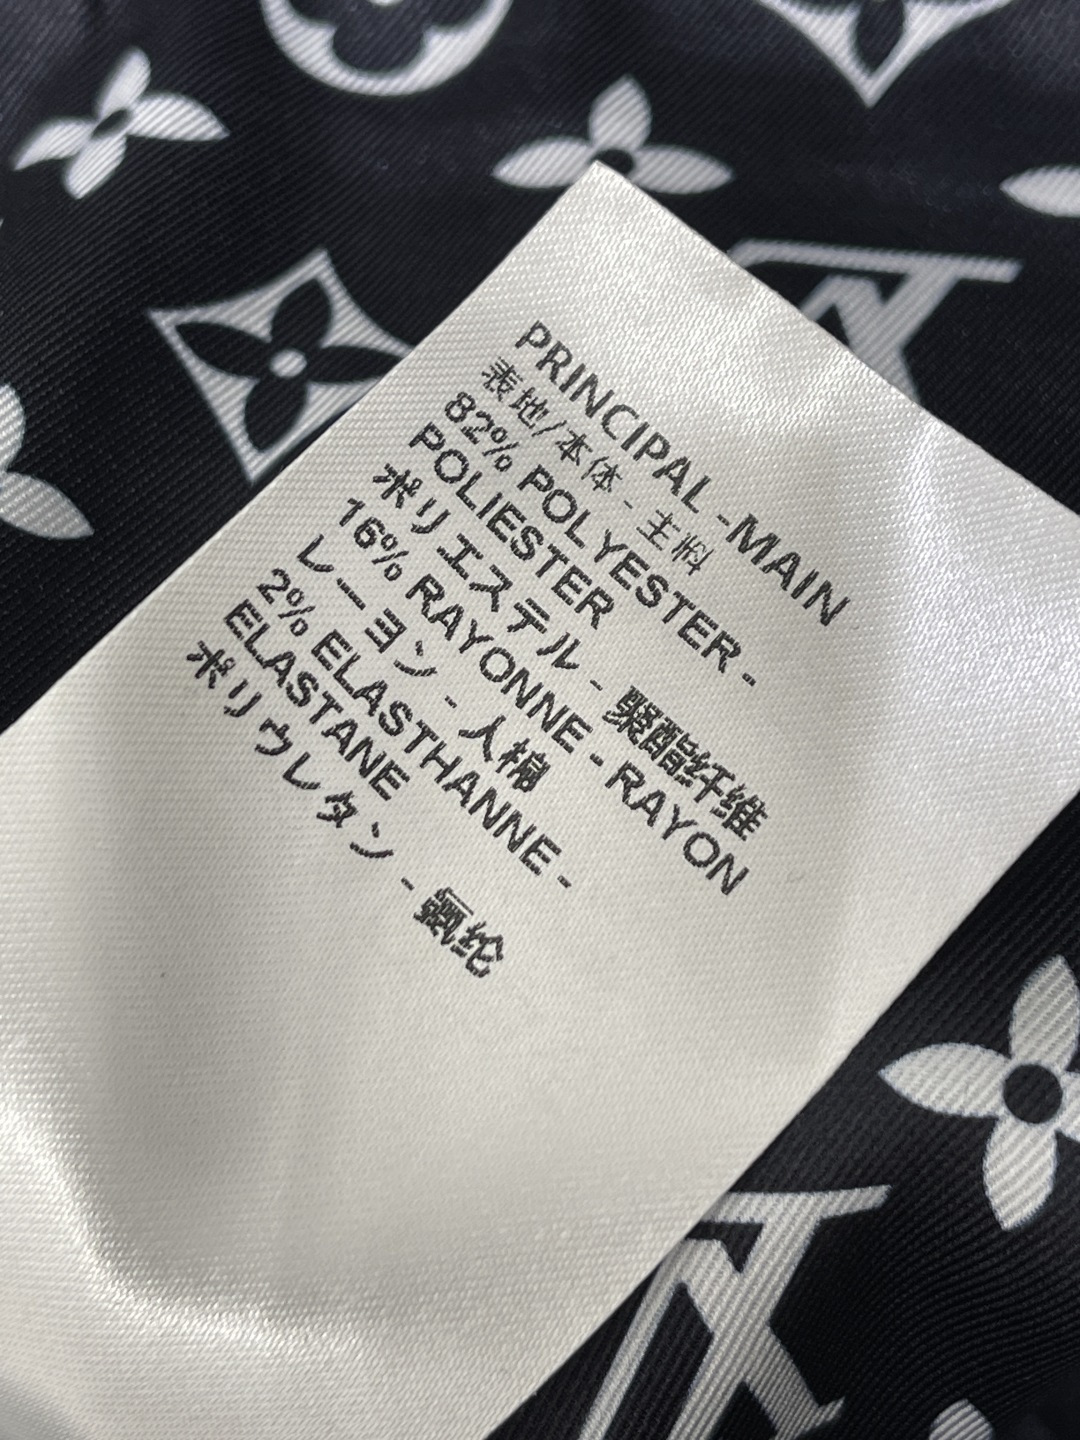 PRINCIPAL -MAIN
表地/本体 - 主料
82% POLYESTER -
POLIESTER
ポリエステル - 聚酯纤维
16% RAYONNE - RAYON
レーヨン - 人棉
2% ELASTHANNE -
ELASTANE
ポリウレタン - 氨纶